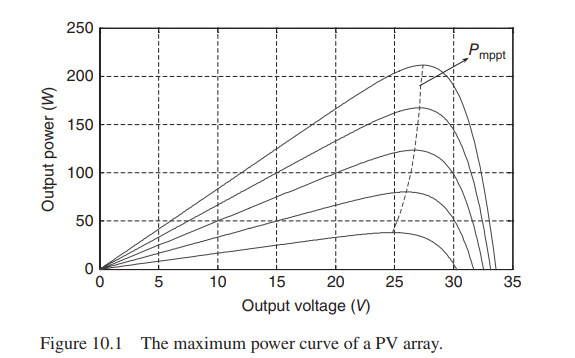 250
200
150
100
50
0
Output power (W)
P mppt
0 5 10 15 20 25 30 35
Output voltage (V)
Figure 10.1 The maximum power curve of a PV array.